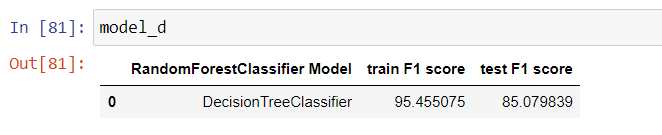 In [81]: model_d
Out[81]:
RandomForestClassifier Model train F1 score test F1 score
0 DecisionTreeClassifier 95.455075 85.079839